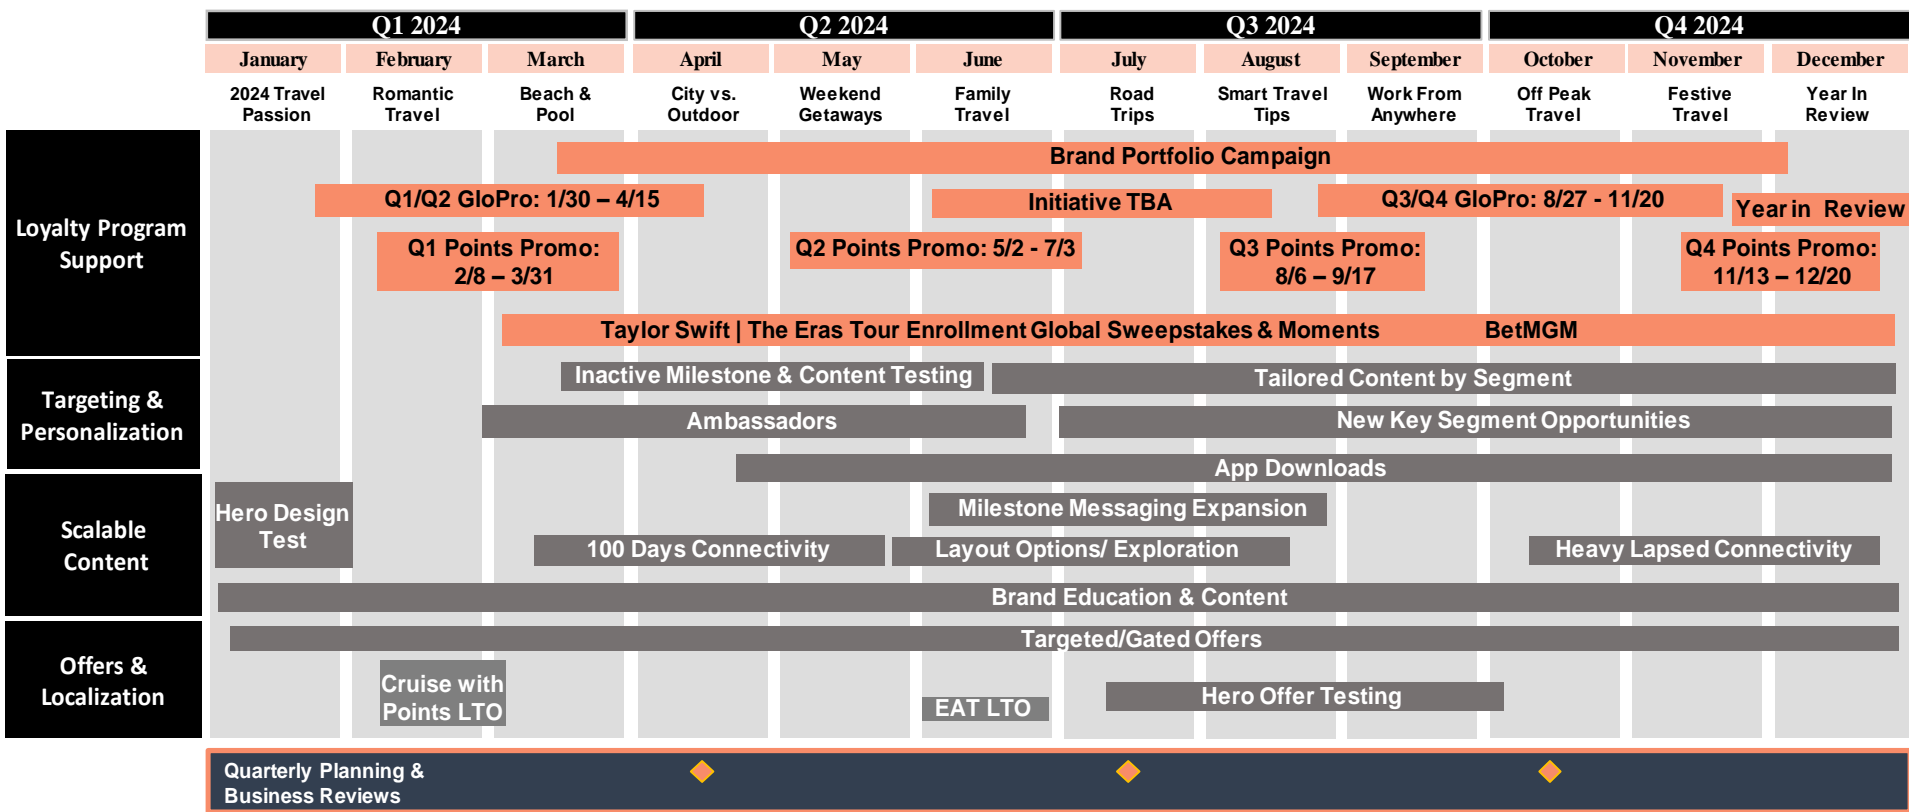 Q1 2024 Q2 2024 Q3 2024 Q4 2024
January February March April May June July August September October November December
2024 Travel Passion
Romantic Travel
Beach & Pool
City vs. Outdoor
Weekend Getaways
Family Travel
Road Trips
Smart Travel Tips
Work From Anywhere
Off Peak Travel
Festive Travel
Year In Review
Loyalty Program
Support
Brand Portfolio Campaign
Q1/Q2 GloPro: 1/30 – 4/15
Initiative TBA
Q3/Q4 GloPro: 8/27 - 11/20
Year in Review
Q1 Points Promo:
2/8 – 3/31
Q2 Points Promo: 5/2 - 7/3
Q3 Points Promo:
8/6 – 9/17
Q4 Points Promo:
11/13 – 12/20
Taylor Swift | The Eras Tour Enrollment Global Sweepstakes & Moments BetMGM
Targeting &
Personalization
Inactive Milestone & Content Testing
Tailored Content by Segment
Ambassadors
New Key Segment Opportunities
App Downloads
Scalable
Content
Hero Design
Test
Milestone Messaging Expansion
100 Days Connectivity
Layout Options/ Exploration
Heavy Lapsed Connectivity
Brand Education & Content
Offers &
Localization
Targeted/Gated Offers
Cruise with
Points LTO
EAT LTO
Hero Offer Testing
Quarterly Planning &
Business Reviews